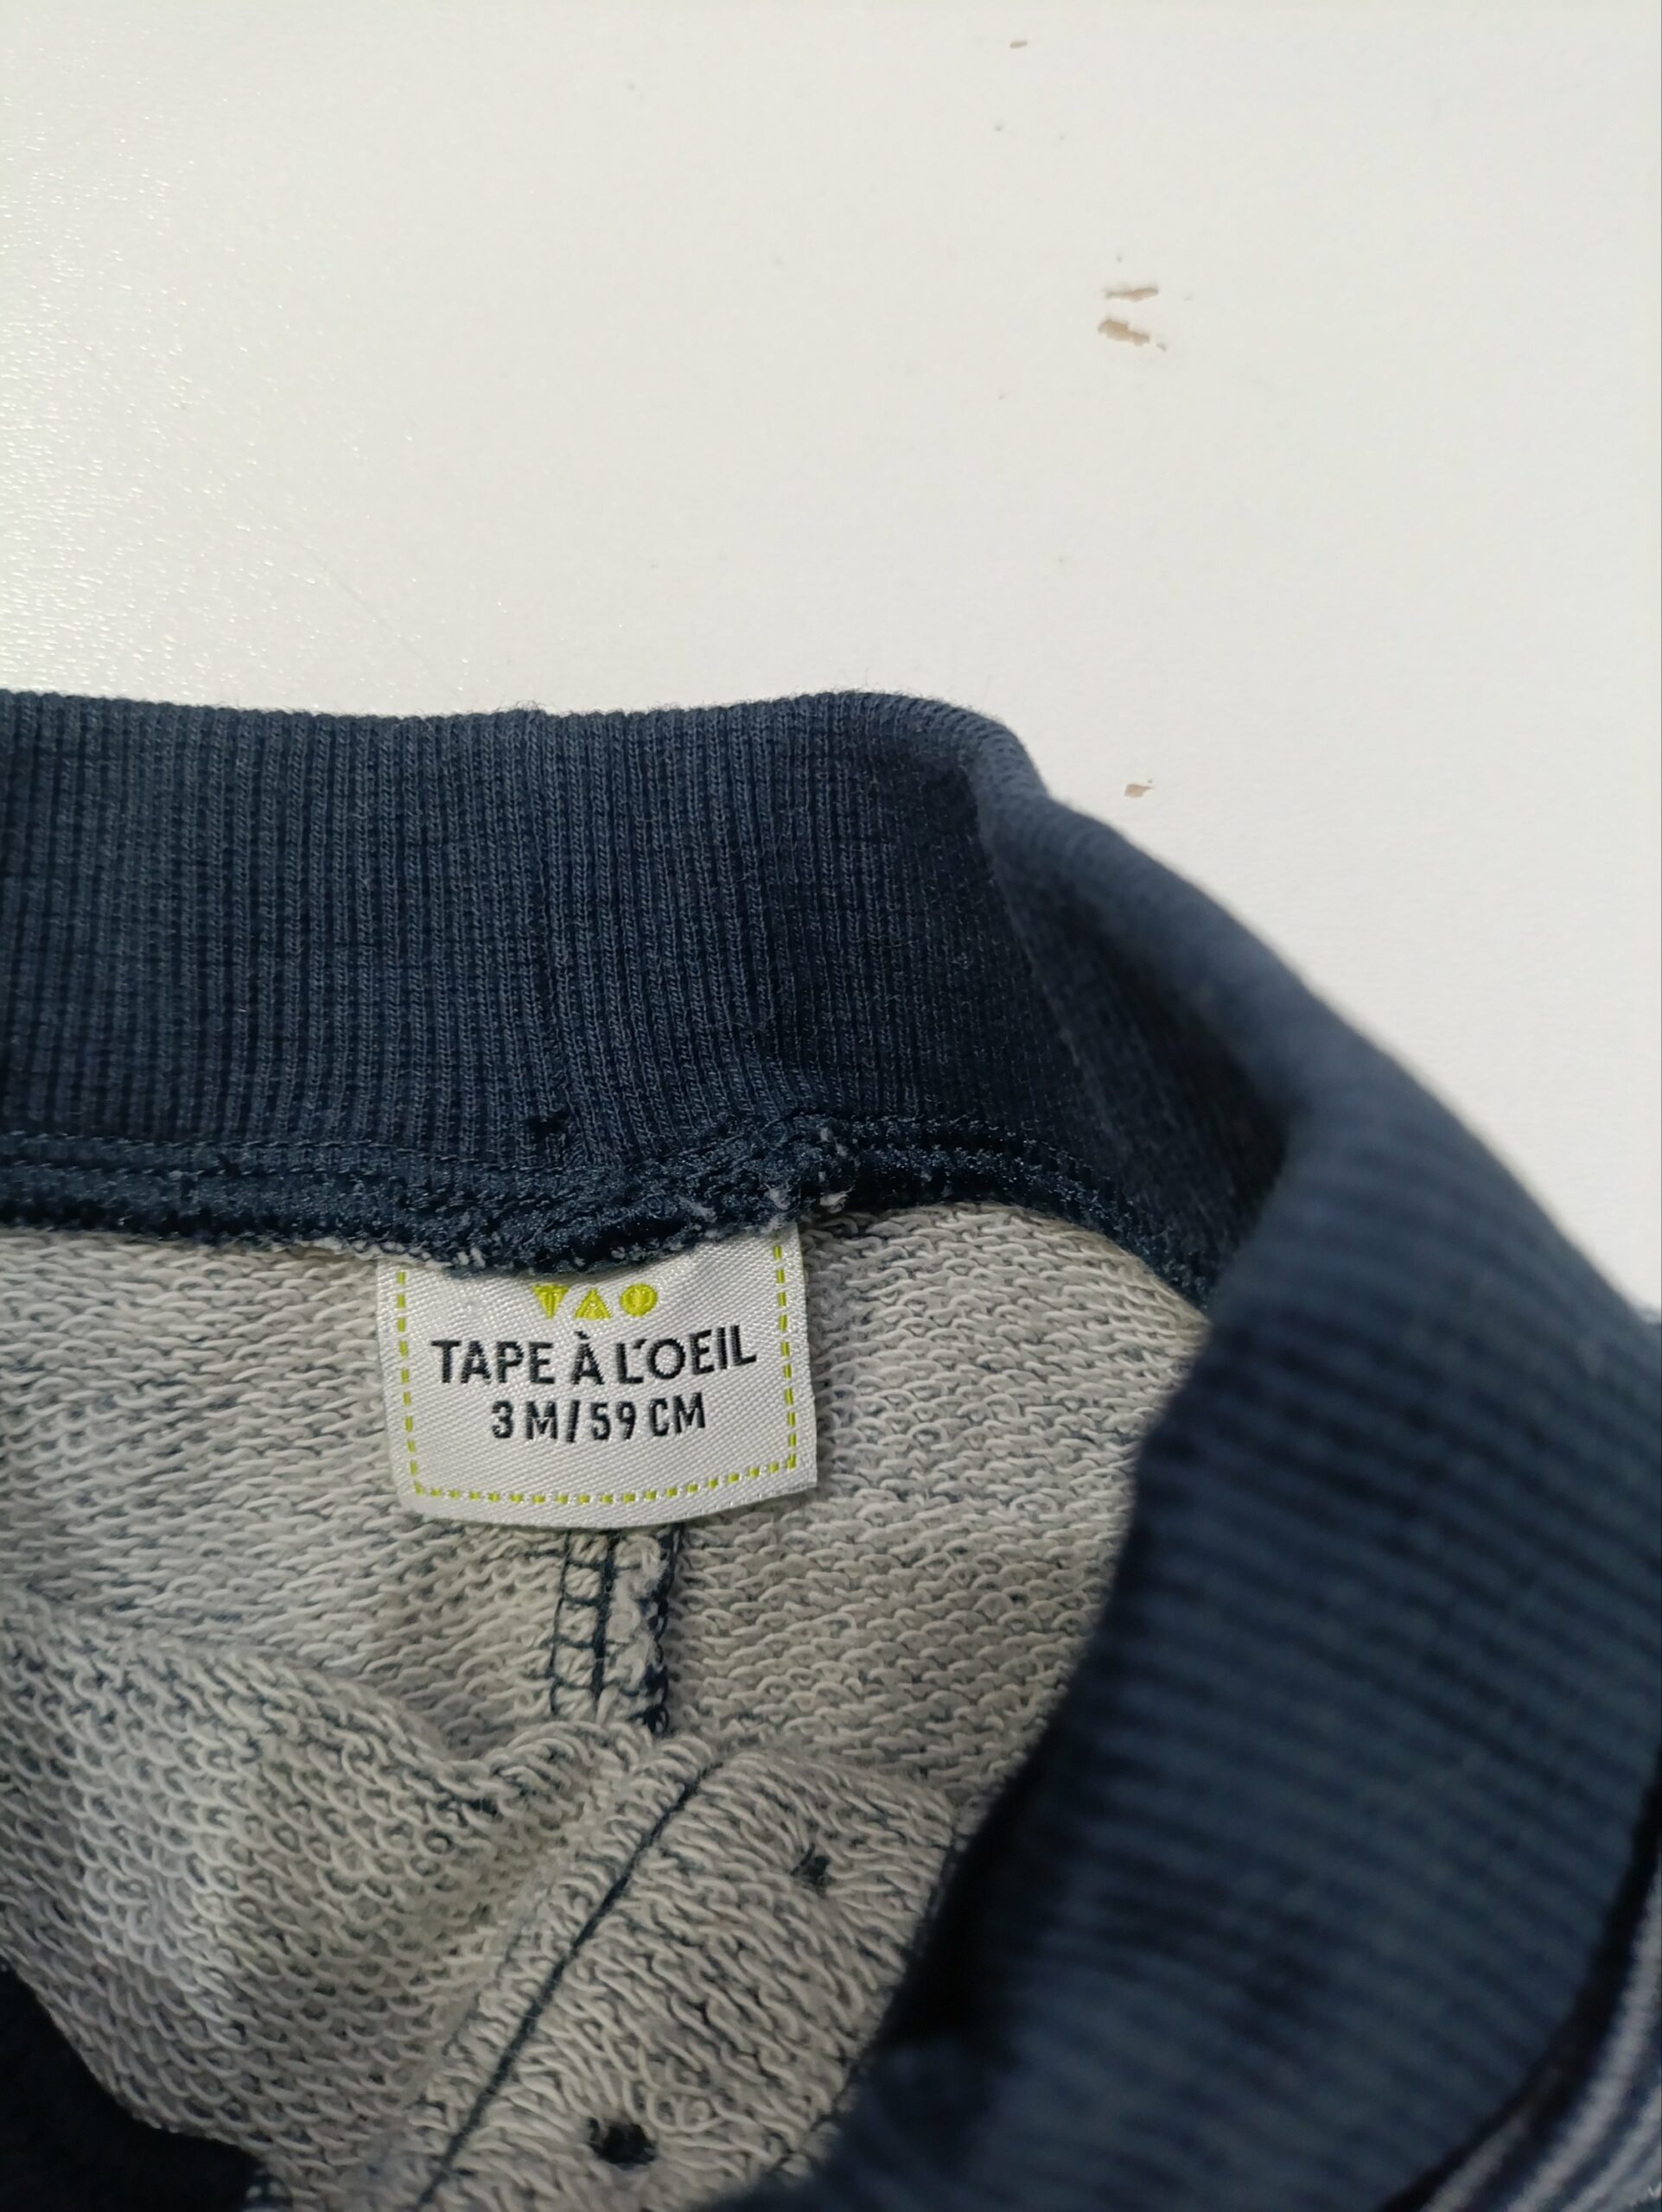 TAO
TAPE À L'OEIL
3 M/59 CM